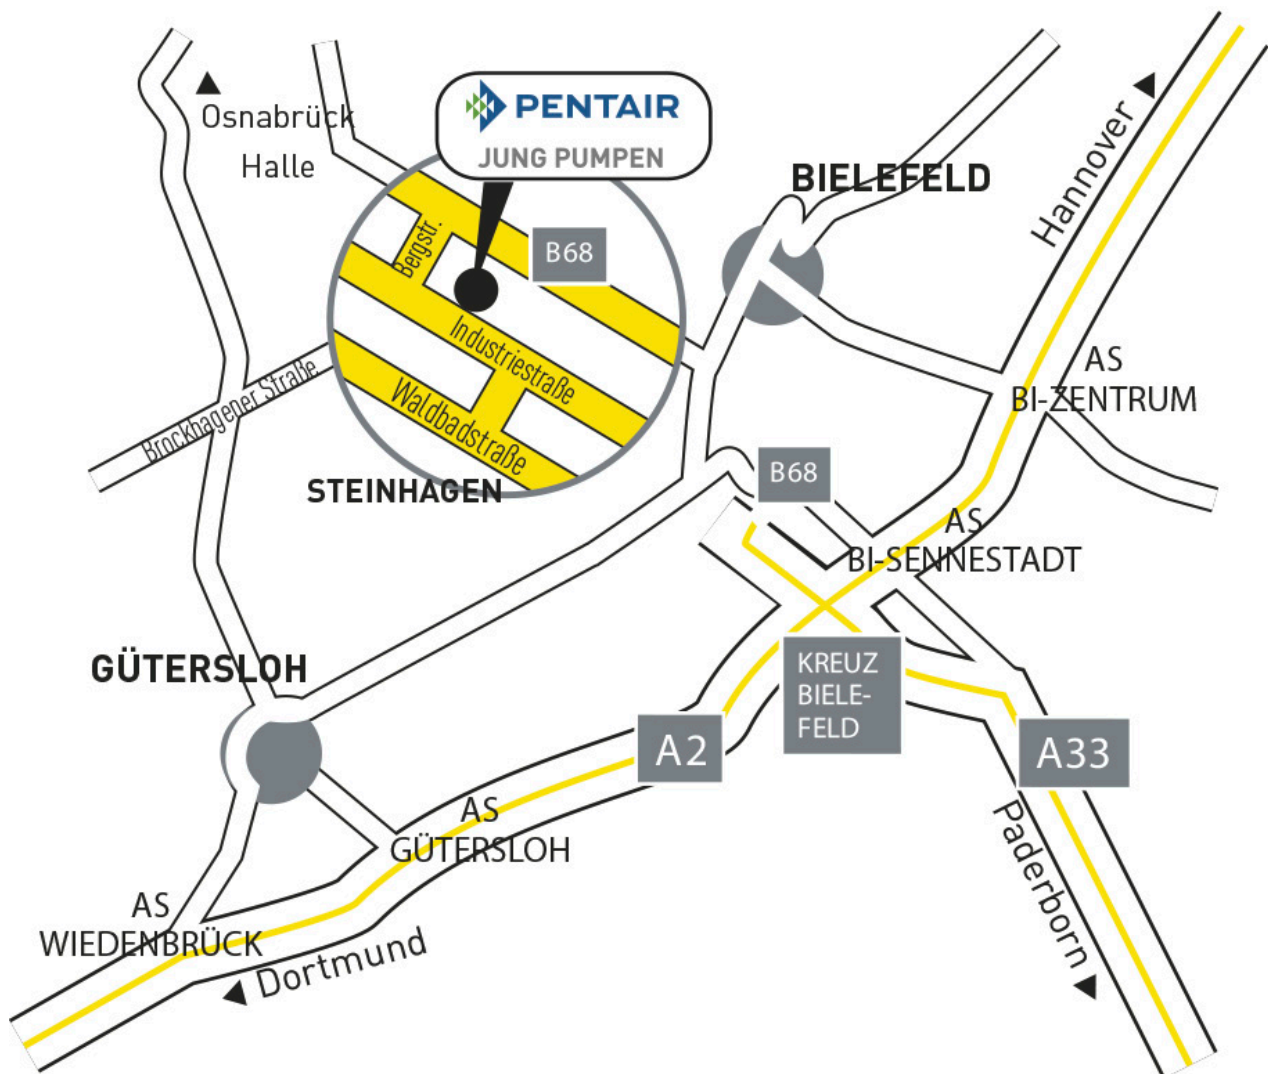 Osnabrück
Halle
PENTAIR
JUNG PUMPEN
BIELEFELD
Hannover
B68
Bergstr.
Industriestraße
Waldbadstraße
Brockhagener Straße
STEINHAGEN
AS
BI-ZENTRUM
B68
AS
BI-SENNESTADT
GÜTERSLOH
KREUZ
BIELE-
FELD
A2
A33
AS
GÜTERSLOH
Paderborn
AS
WIEDENBRÜCK
Dortmund